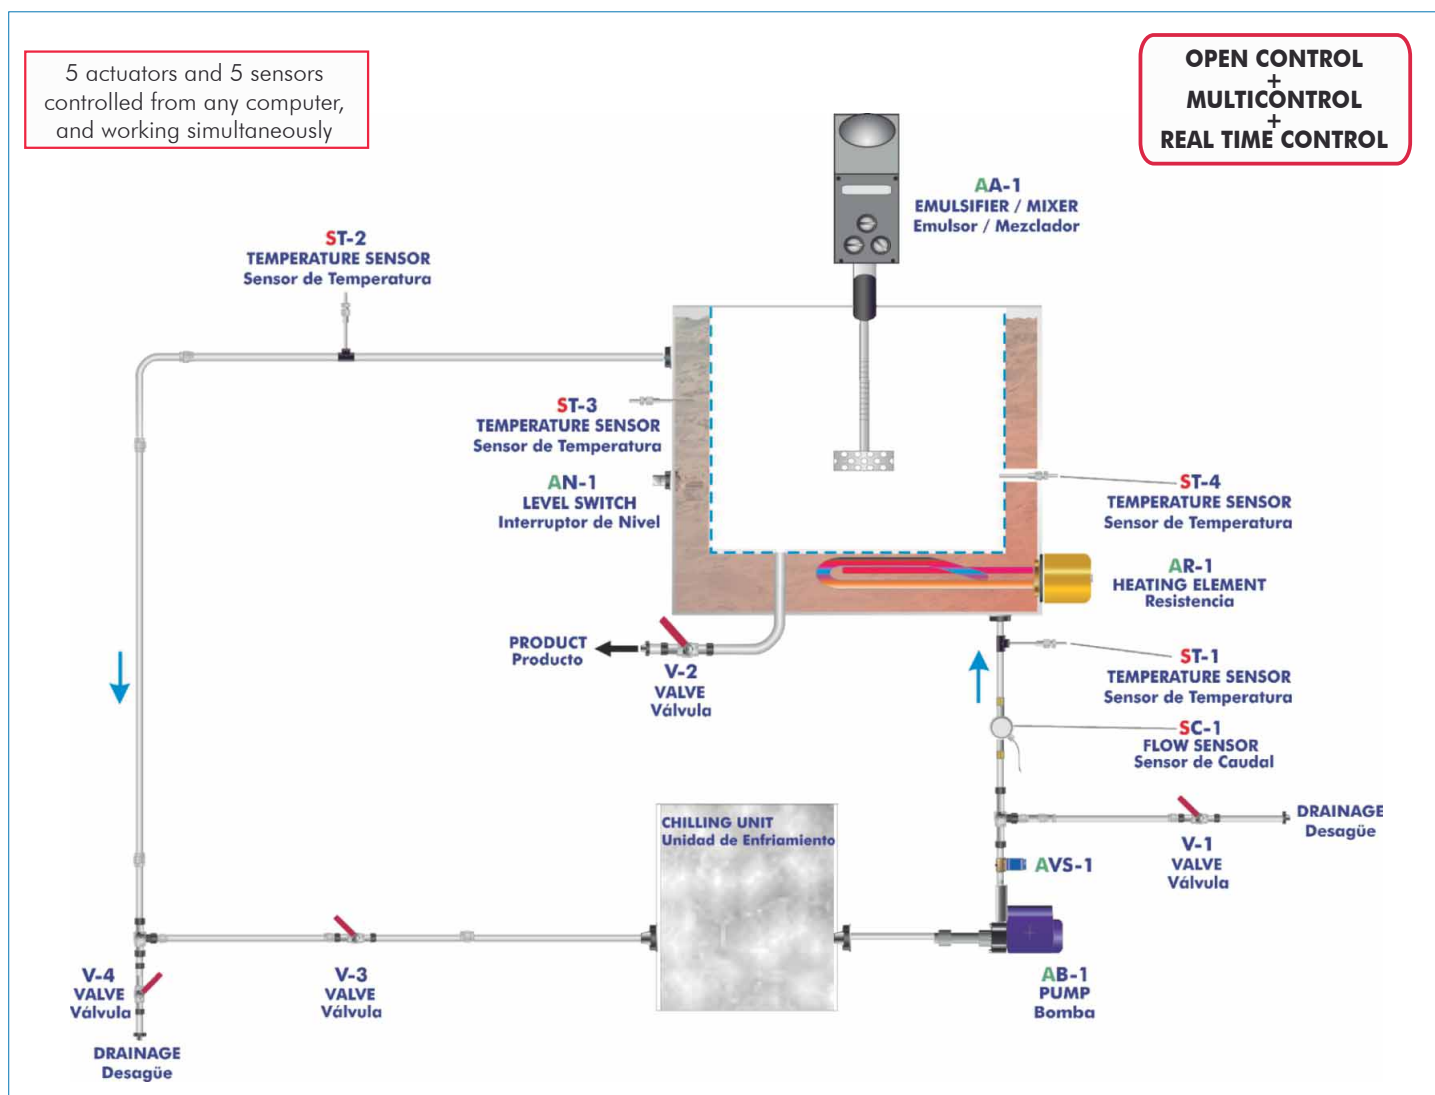 5 actuators and 5 sensors
controlled from any computer,
and working simultaneously
OPEN CONTROL
+
MULTICONTROL
+
REAL TIME CONTROL
AA-1
EMULSIFIER / MIXER
Emulsor / Mezclador
ST-2
TEMPERATURE SENSOR
Sensor de Temperatura
ST-3
TEMPERATURE SENSOR
Sensor de Temperatura
AN-1
LEVEL SWITCH
Interruptor de Nivel
ST-4
TEMPERATURE SENSOR
Sensor de Temperatura
AR-1
HEATING ELEMENT
Resistencia
PRODUCT
Producto
V-2
VALVE
Válvula
ST-1
TEMPERATURE SENSOR
Sensor de Temperatura
SC-1
FLOW SENSOR
Sensor de Caudal
CHILLING UNIT
Unidad de Enfriamiento
DRAINAGE
Desagüe
V-1
VALVE
Válvula
AVS-1
V-4
VALVE
Válvula
V-3
VALVE
Válvula
AB-1
PUMP
Bomba
DRAINAGE
Desagüe